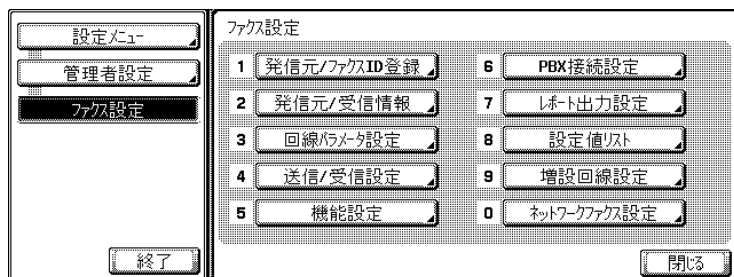 設定メニュー
管理者設定
ファクス設定
終了
ファクス設定
1 発信元/ファクスID登録
2 発信元/受信情報
3 回線パラメータ設定
4 送信/受信設定
5 機能設定
6 PBX接続設定
7 レポート出力設定
8 設定値リスト
9 増設回線設定
0 ネットワークファクス設定
閉じる